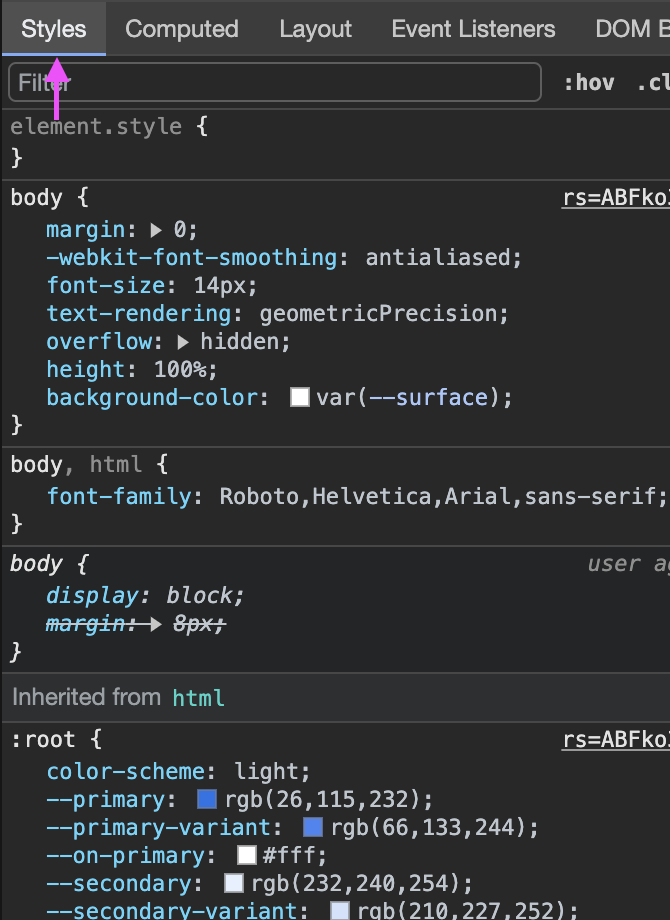 Styles Computed Layout Event Listeners DOM B
Filter :hov .cl
element.style {
}
body { rs=ABFko
margin: 0;
-webkit-font-smoothing: antialiased;
font-size: 14px;
text-rendering: geometricPrecision;
overflow: hidden;
height: 100%;
background-color: var(--surface);
}
body, html {
font-family: Roboto,Helvetica,Arial,sans-serif;
}
body { user ag
display: block;
margin: 8px;
}
Inherited from html
:root { rs=ABFko
color-scheme: light;
--primary: rgb(26,115,232);
--primary-variant: rgb(66,133,244);
--on-primary: #fff;
--secondary: rgb(232,240,254);
--secondary-variant: rgb(210,227,252);